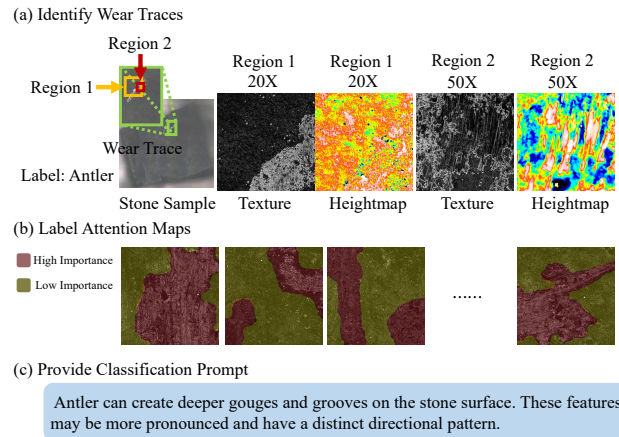 (a) Identify Wear Traces
Region 2
Region 1
Wear Trace
Label: Antler
Stone Sample
Region 1
20X
Texture
Region 1
20X
Heightmap
Region 2
50X
Texture
Region 2
50X
Heightmap
(b) Label Attention Maps
High Importance
Low Importance
......
(c) Provide Classification Prompt
Antler can create deeper gouges and grooves on the stone surface. These features
may be more pronounced and have a distinct directional pattern.